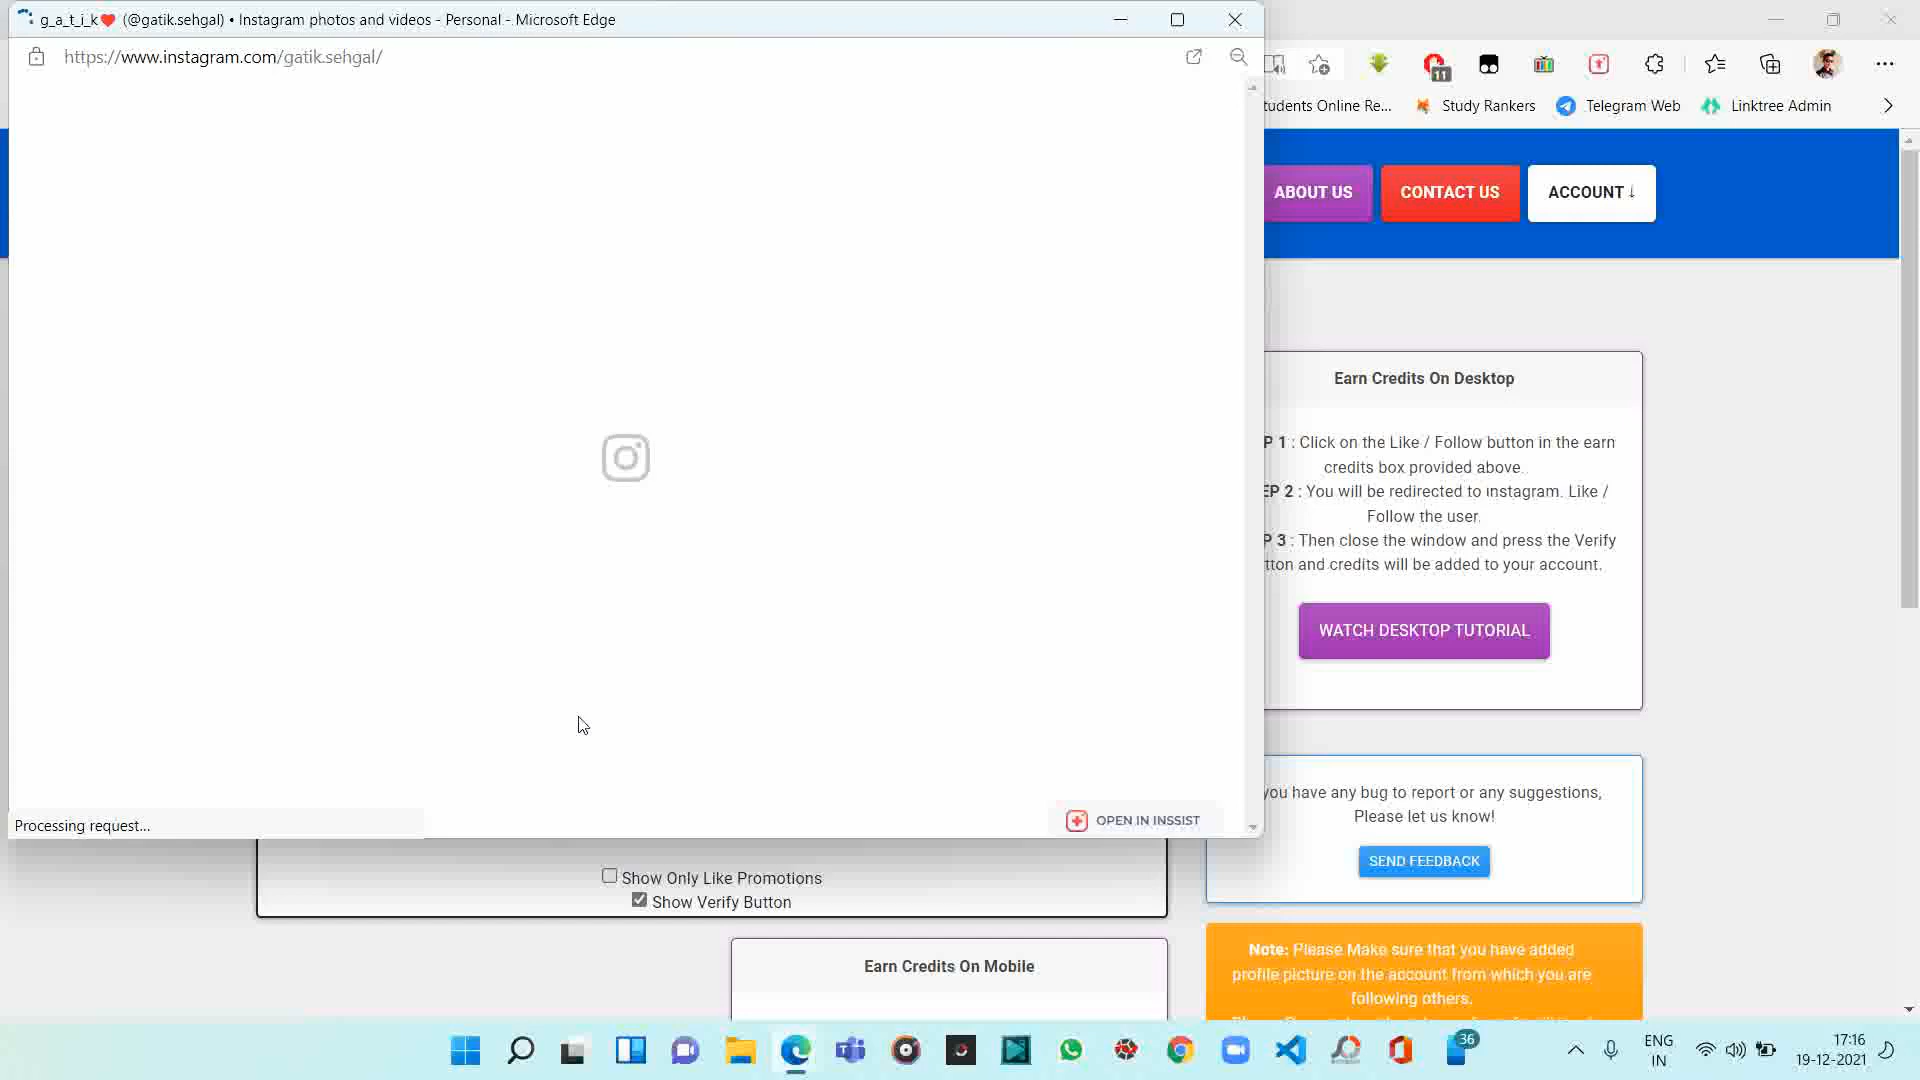 g_a_t_i_k❤️ (@gatik.sehgal) • Instagram photos and videos - Personal - Microsoft Edge
https://www.instagram.com/gatik.sehgal/
11
tudents Online Re...
Study Rankers
Telegram Web
Linktree Admin
ABOUT US
CONTACT US
ACCOUNT ↓
Earn Credits On Desktop
P 1 : Click on the Like / Follow button in the earn
credits box provided above.
EP 2 : You will be redirected to instagram. Like /
Follow the user.
P 3 : Then close the window and press the Verify
tton and credits will be added to your account.
WATCH DESKTOP TUTORIAL
you have any bug to report or any suggestions,
Please let us know!
SEND FEEDBACK
Processing request...
OPEN IN INSSIST
Show Only Like Promotions
Show Verify Button
Earn Credits On Mobile
Note: Please Make sure that you have added
profile picture on the account from which you are
following others.
36
ENG
IN
17:16
19-12-2021